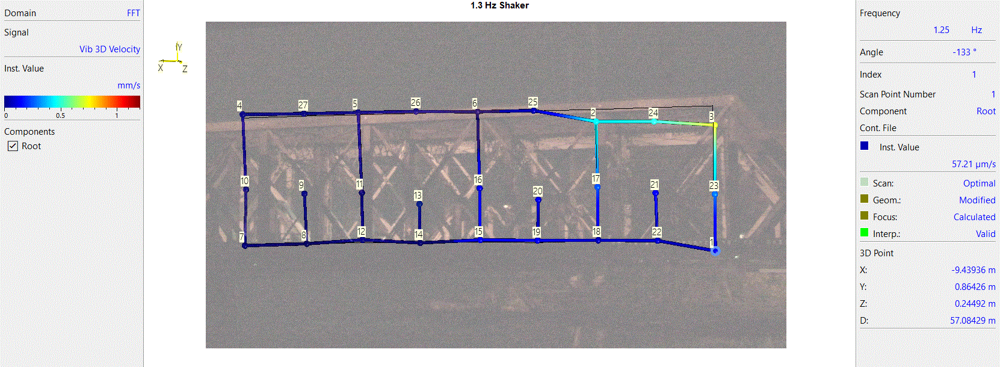 1.3 Hz Shaker
Domain
FFT
Signal
Vib 3D Velocity
Inst. Value
mm/s
0 0.5 1
Components
Root
Y
X
Z
4 27 5 26 6 25 2 24 3
10 9 11 13 16 20 17 21 23
7 8 12 14 15 19 18 22 1
Frequency
1.25 Hz
Angle -133 °
Index 1
Scan Point Number 1
Component Root
Cont. File
Inst. Value
57.21 µm/s
Scan: Optimal
Geom.: Modified
Focus: Calculated
Interp.: Valid
3D Point
X: -9.43936 m
Y: 0.86426 m
Z: 0.24492 m
D: 57.08429 m